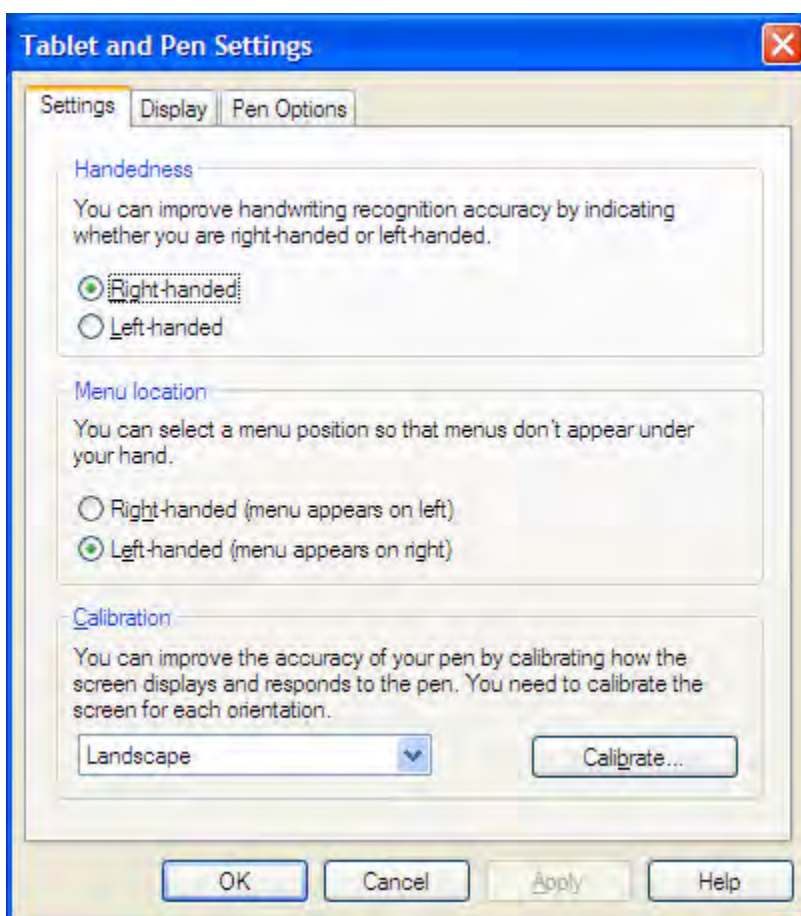 Tablet and Pen Settings
Settings Display Pen Options
Handedness
You can improve handwriting recognition accuracy by indicating
whether you are right-handed or left-handed.
Right-handed
Left-handed
Menu location
You can select a menu position so that menus don't appear under
your hand.
Right-handed (menu appears on left)
Left-handed (menu appears on right)
Calibration
You can improve the accuracy of your pen by calibrating how the
screen displays and responds to the pen. You need to calibrate the
screen for each orientation.
Landscape Calibrate...
OK Cancel Apply Help